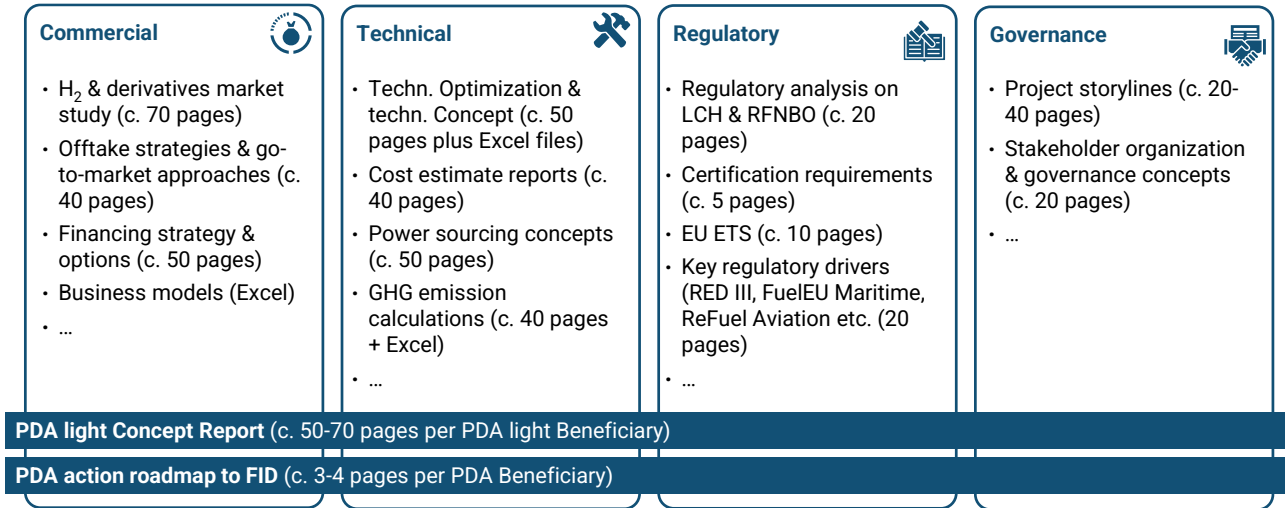 Commercial
• H₂ & derivatives market
study (c. 70 pages)
• Offtake strategies & go-
to-market approaches (c.
40 pages)
• Financing strategy &
options (c. 50 pages)
• Business models (Excel)
• ...
Technical
• Techn. Optimization &
techn. Concept (c. 50
pages plus Excel files)
• Cost estimate reports (c.
40 pages)
• Power sourcing concepts
(c. 50 pages)
• GHG emission
calculations (c. 40 pages
+ Excel)
• ...
Regulatory
• Regulatory analysis on
LCH & RFNBO (c. 20
pages)
• Certification requirements
(c. 5 pages)
• EU ETS (c. 10 pages)
• Key regulatory drivers
(RED III, FuelEU Maritime,
ReFuel Aviation etc. (20
pages)
• ...
Governance
• Project storylines (c. 20-
40 pages)
• Stakeholder organization
& governance concepts
(c. 20 pages)
• ...
PDA light Concept Report (c. 50-70 pages per PDA light Beneficiary)
PDA action roadmap to FID (c. 3-4 pages per PDA Beneficiary)